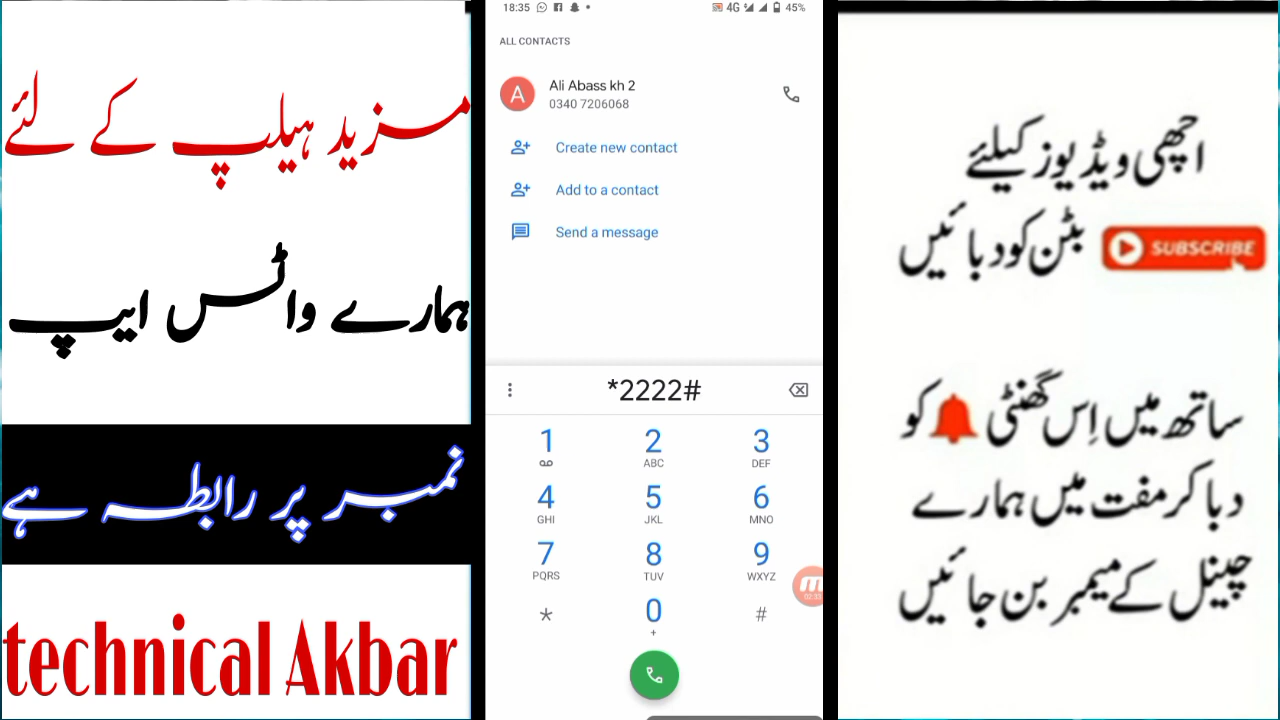 مزید ہیلپ کے لئے
ہمارے واٹس ایپ
نمبر پر رابطہ ہے
technical Akbar
18:35
4G
45%
ALL CONTACTS
A
Ali Abass kh 2
0340 7206068
Create new contact
Add to a contact
Send a message
*2222#
1
2 ABC
3 DEF
4 GHI
5 JKL
6 MNO
7 PQRS
8 TUV
9 WXYZ
*
0 +
#
02:33
اچھی ویڈیوز کیلئے
SUBSCRIBE بٹن کو دبائیں
ساتھ میں اِس گھنٹی کو
دبا کر مفت میں ہمارے
چینل کے میمبر بن جائیں